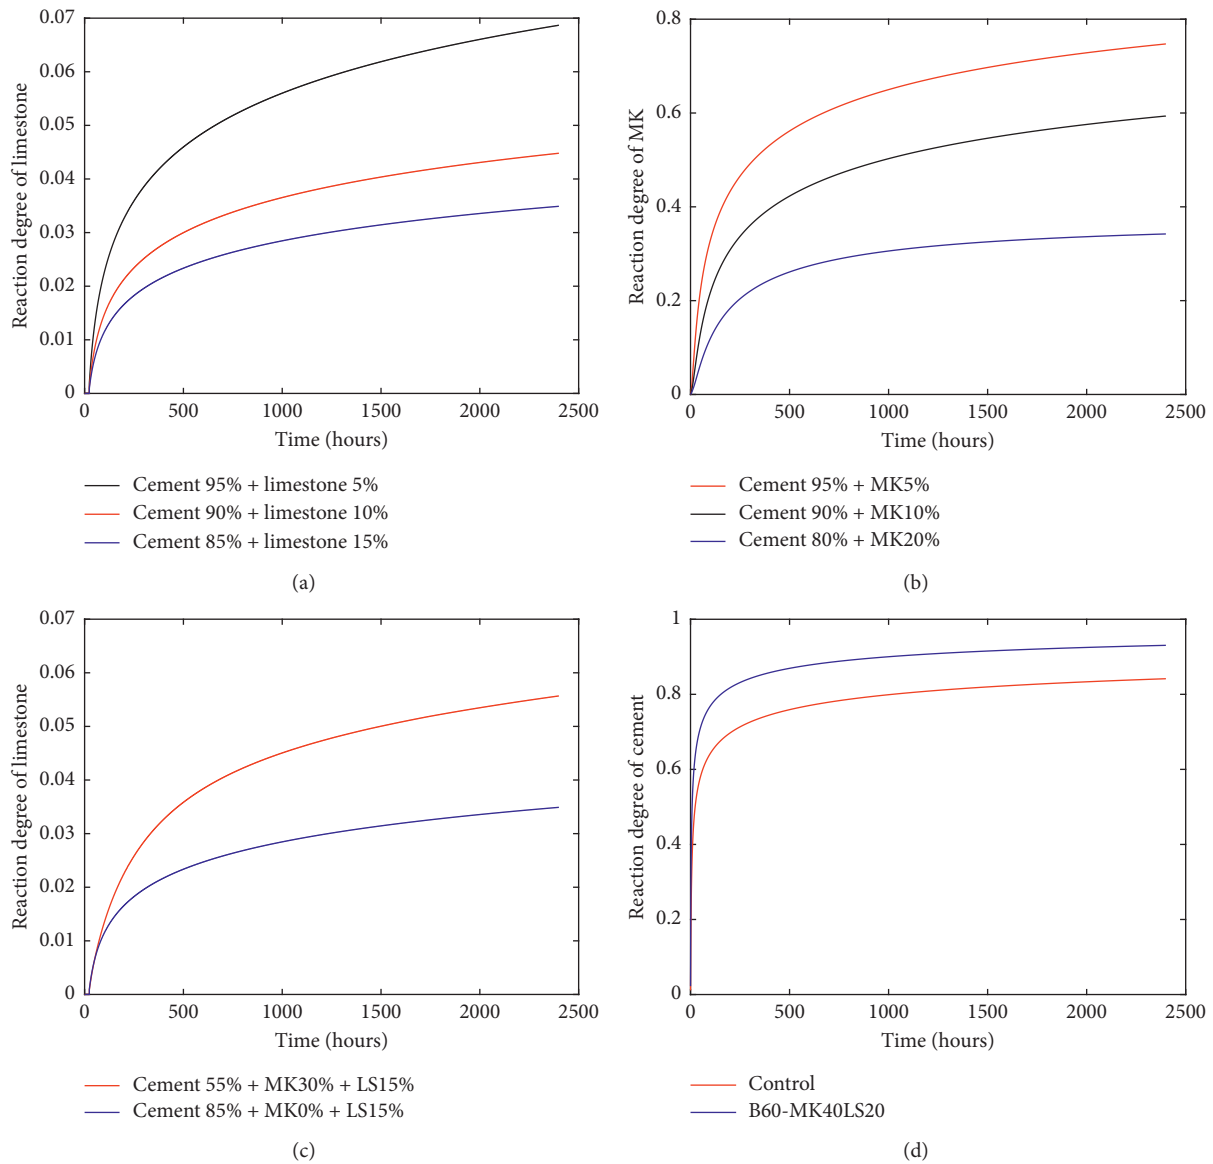 0.07
0.06
0.05
0.04
0.03
0.02
0.01
0
Reaction degree of limestone
0 500 1000 1500 2000 2500
Time (hours)
Cement 95% + limestone 5%
Cement 90% + limestone 10%
Cement 85% + limestone 15%
(a)
0.8
0.6
0.4
0.2
0
Reaction degree of MK
0 500 1000 1500 2000 2500
Time (hours)
Cement 95% + MK5%
Cement 90% + MK10%
Cement 80% + MK20%
(b)
0.07
0.06
0.05
0.04
0.03
0.02
0.01
0
Reaction degree of limestone
0 500 1000 1500 2000 2500
Time (hours)
Cement 55% + MK30% + LS15%
Cement 85% + MK0% + LS15%
(c)
1
0.8
0.6
0.4
0.2
0
Reaction degree of cement
0 500 1000 1500 2000 2500
Time (hours)
Control
B60-MK40LS20
(d)